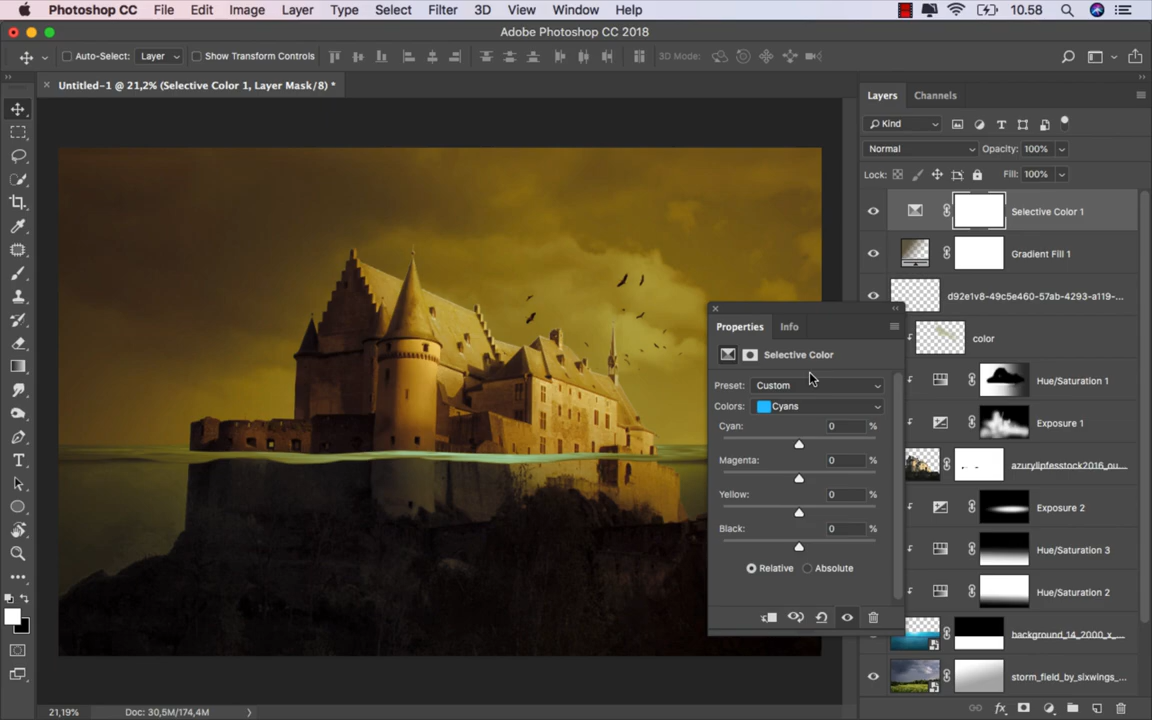 Photoshop CC File Edit Image Layer Type Select Filter 3D View Window Help 10.58
Adobe Photoshop CC 2018
Auto-Select: Layer Show Transform Controls 3D Mode:
Untitled-1 @ 21,2% (Selective Color 1, Layer Mask/8) *
Layers Channels
Kind
Normal Opacity: 100%
Lock: Fill: 100%
Selective Color 1
Gradient Fill 1
d92e1v8-49c5e460-57ab-4293-a119-...
color
Hue/Saturation 1
Exposure 1
azurylipfesstock2016_ou...
Exposure 2
Hue/Saturation 3
Hue/Saturation 2
background_14_2000_x_...
storm_field_by_sixwings_...
Properties Info
Selective Color
Preset: Custom
Colors: Cyans
Cyan: 0 %
Magenta: 0 %
Yellow: 0 %
Black: 0 %
Relative Absolute
21,19% Doc: 30,5M/174,4M